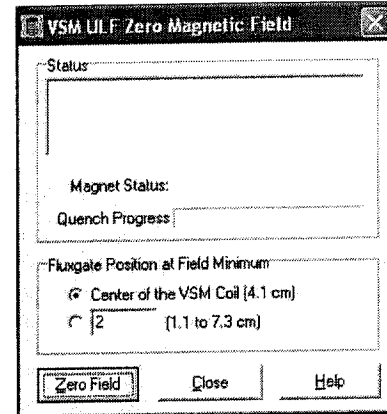 VSM ULF Zero Magnetic Field
Status
Magnet Status:
Quench Progress
Fluxgate Position at Field Minimum
Center of the VSM Coil (4.1 cm)
2 (1.1 to 7.3 cm)
Zero Field Close Help